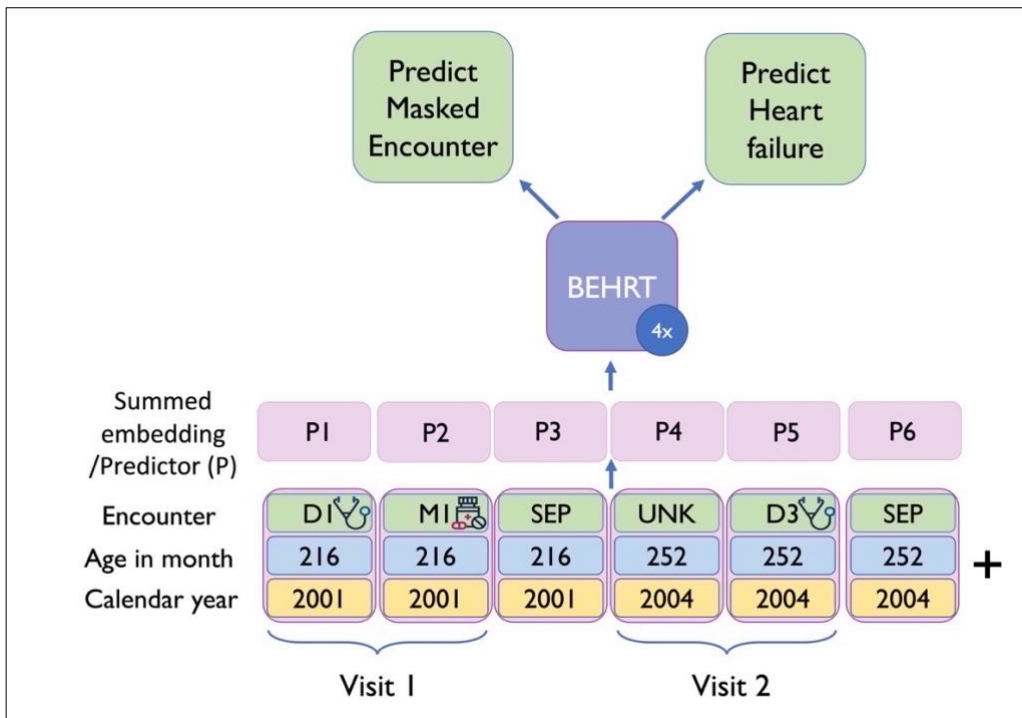 Predict
Masked
Encounter
Predict
Heart
failure
BEHRT
4x
Summed
embedding
/Predictor (P)
P1 P2 P3 P4 P5 P6
Encounter D1 M1 SEP UNK D3 SEP
Age in month 216 216 216 252 252 252 +
Calendar year 2001 2001 2001 2004 2004 2004
Visit 1 Visit 2